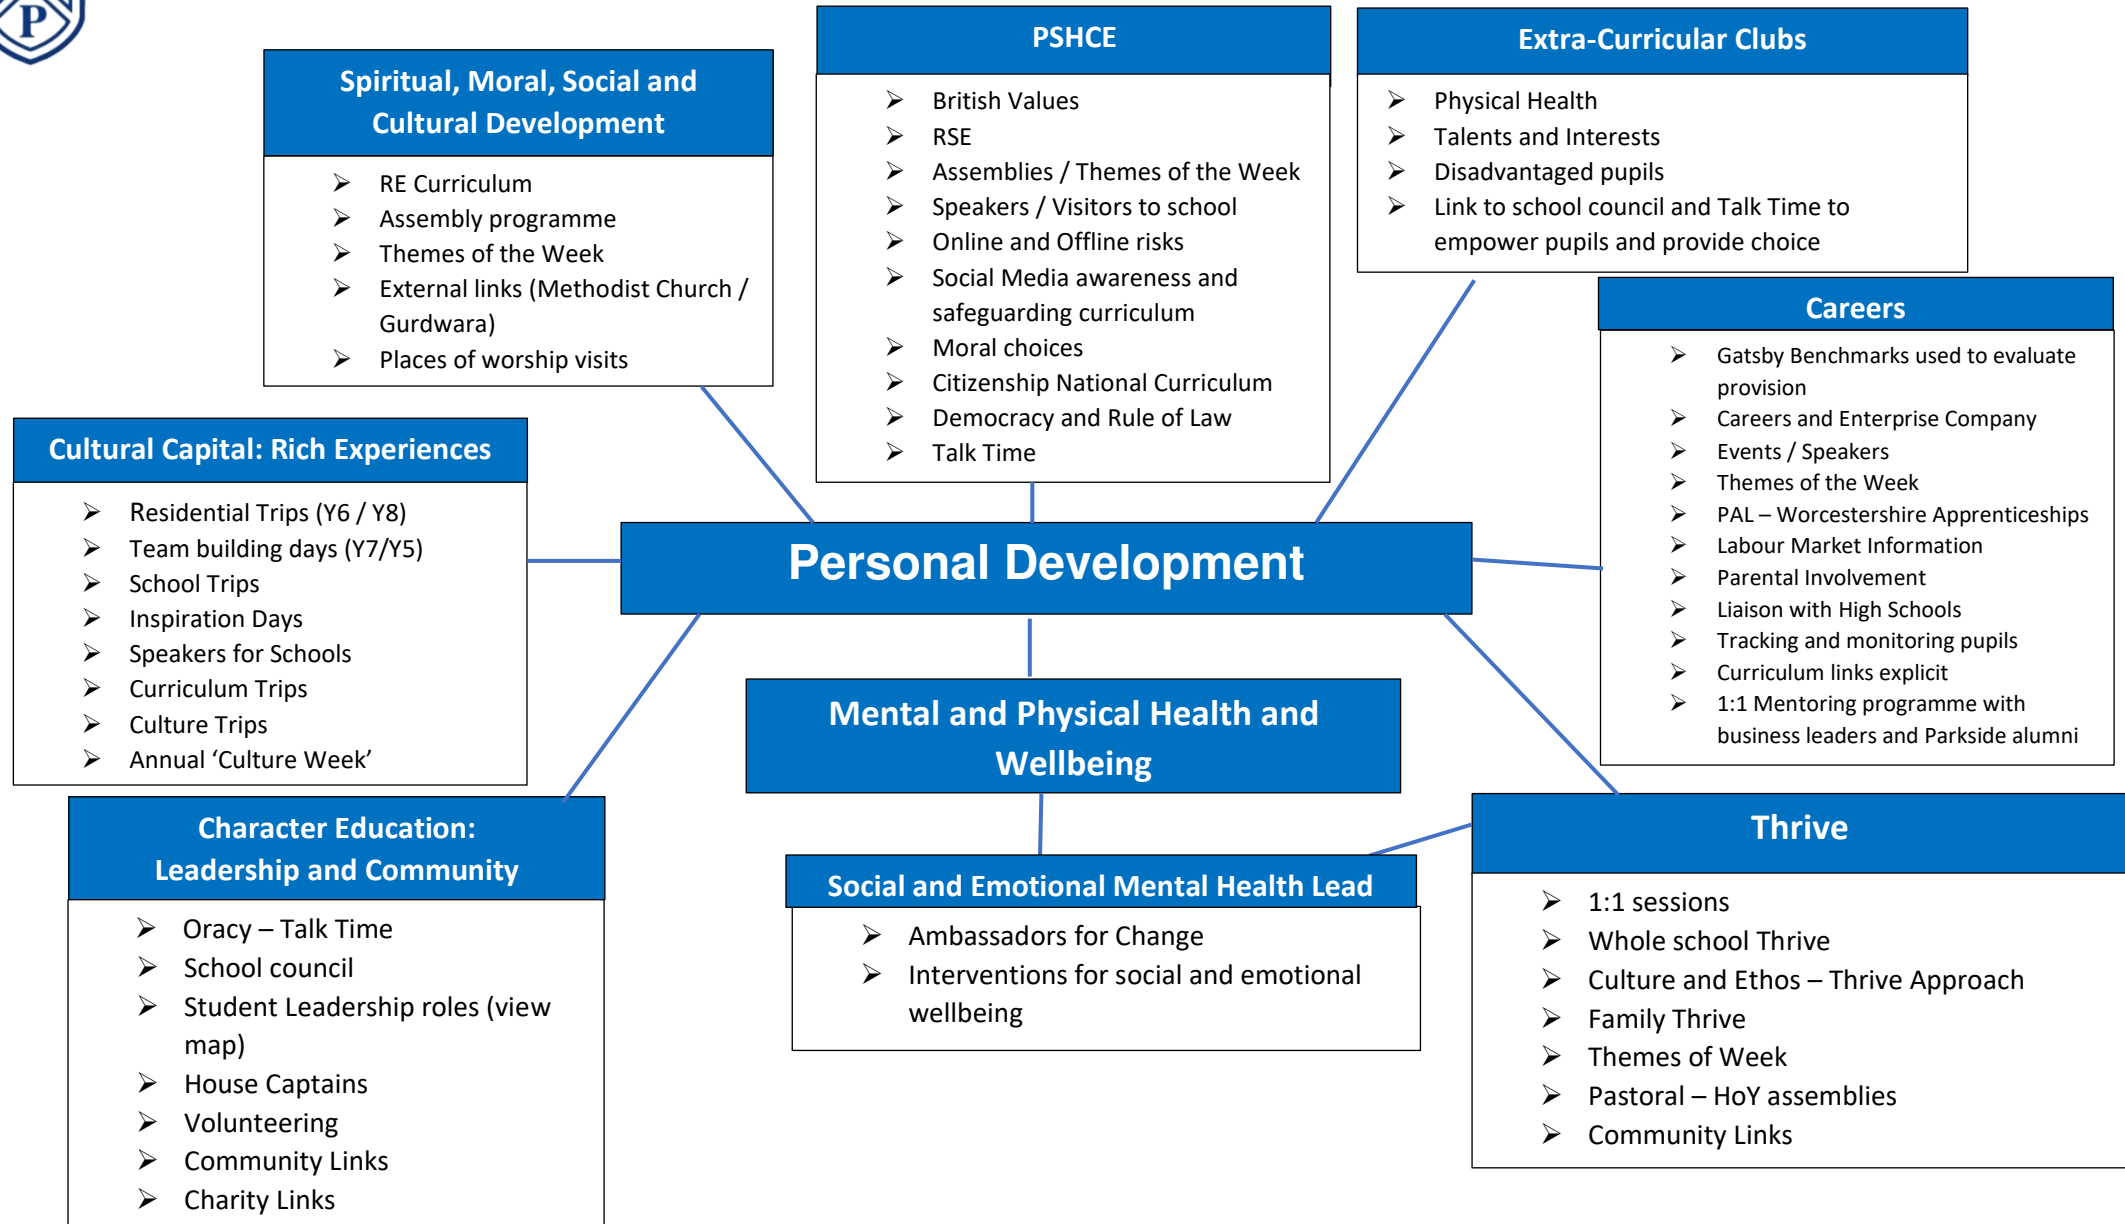 P
Spiritual, Moral, Social and
Cultural Development
➢ RE Curriculum
➢ Assembly programme
➢ Themes of the Week
➢ External links (Methodist Church /
Gurdwara)
➢ Places of worship visits
PSHCE
➢ British Values
➢ RSE
➢ Assemblies / Themes of the Week
➢ Speakers / Visitors to school
➢ Online and Offline risks
➢ Social Media awareness and
safeguarding curriculum
➢ Moral choices
➢ Citizenship National Curriculum
➢ Democracy and Rule of Law
➢ Talk Time
Extra-Curricular Clubs
➢ Physical Health
➢ Talents and Interests
➢ Disadvantaged pupils
➢ Link to school council and Talk Time to
empower pupils and provide choice
Careers
➢ Gatsby Benchmarks used to evaluate
provision
➢ Careers and Enterprise Company
➢ Events / Speakers
➢ Themes of the Week
➢ PAL – Worcestershire Apprenticeships
➢ Labour Market Information
➢ Parental Involvement
➢ Liaison with High Schools
➢ Tracking and monitoring pupils
➢ Curriculum links explicit
➢ 1:1 Mentoring programme with
business leaders and Parkside alumni
Cultural Capital: Rich Experiences
➢ Residential Trips (Y6 / Y8)
➢ Team building days (Y7/Y5)
➢ School Trips
➢ Inspiration Days
➢ Speakers for Schools
➢ Curriculum Trips
➢ Culture Trips
➢ Annual ‘Culture Week’
Personal Development
Mental and Physical Health and
Wellbeing
Character Education:
Leadership and Community
➢ Oracy – Talk Time
➢ School council
➢ Student Leadership roles (view
map)
➢ House Captains
➢ Volunteering
➢ Community Links
➢ Charity Links
Social and Emotional Mental Health Lead
➢ Ambassadors for Change
➢ Interventions for social and emotional
wellbeing
Thrive
➢ 1:1 sessions
➢ Whole school Thrive
➢ Culture and Ethos – Thrive Approach
➢ Family Thrive
➢ Themes of Week
➢ Pastoral – HoY assemblies
➢ Community Links